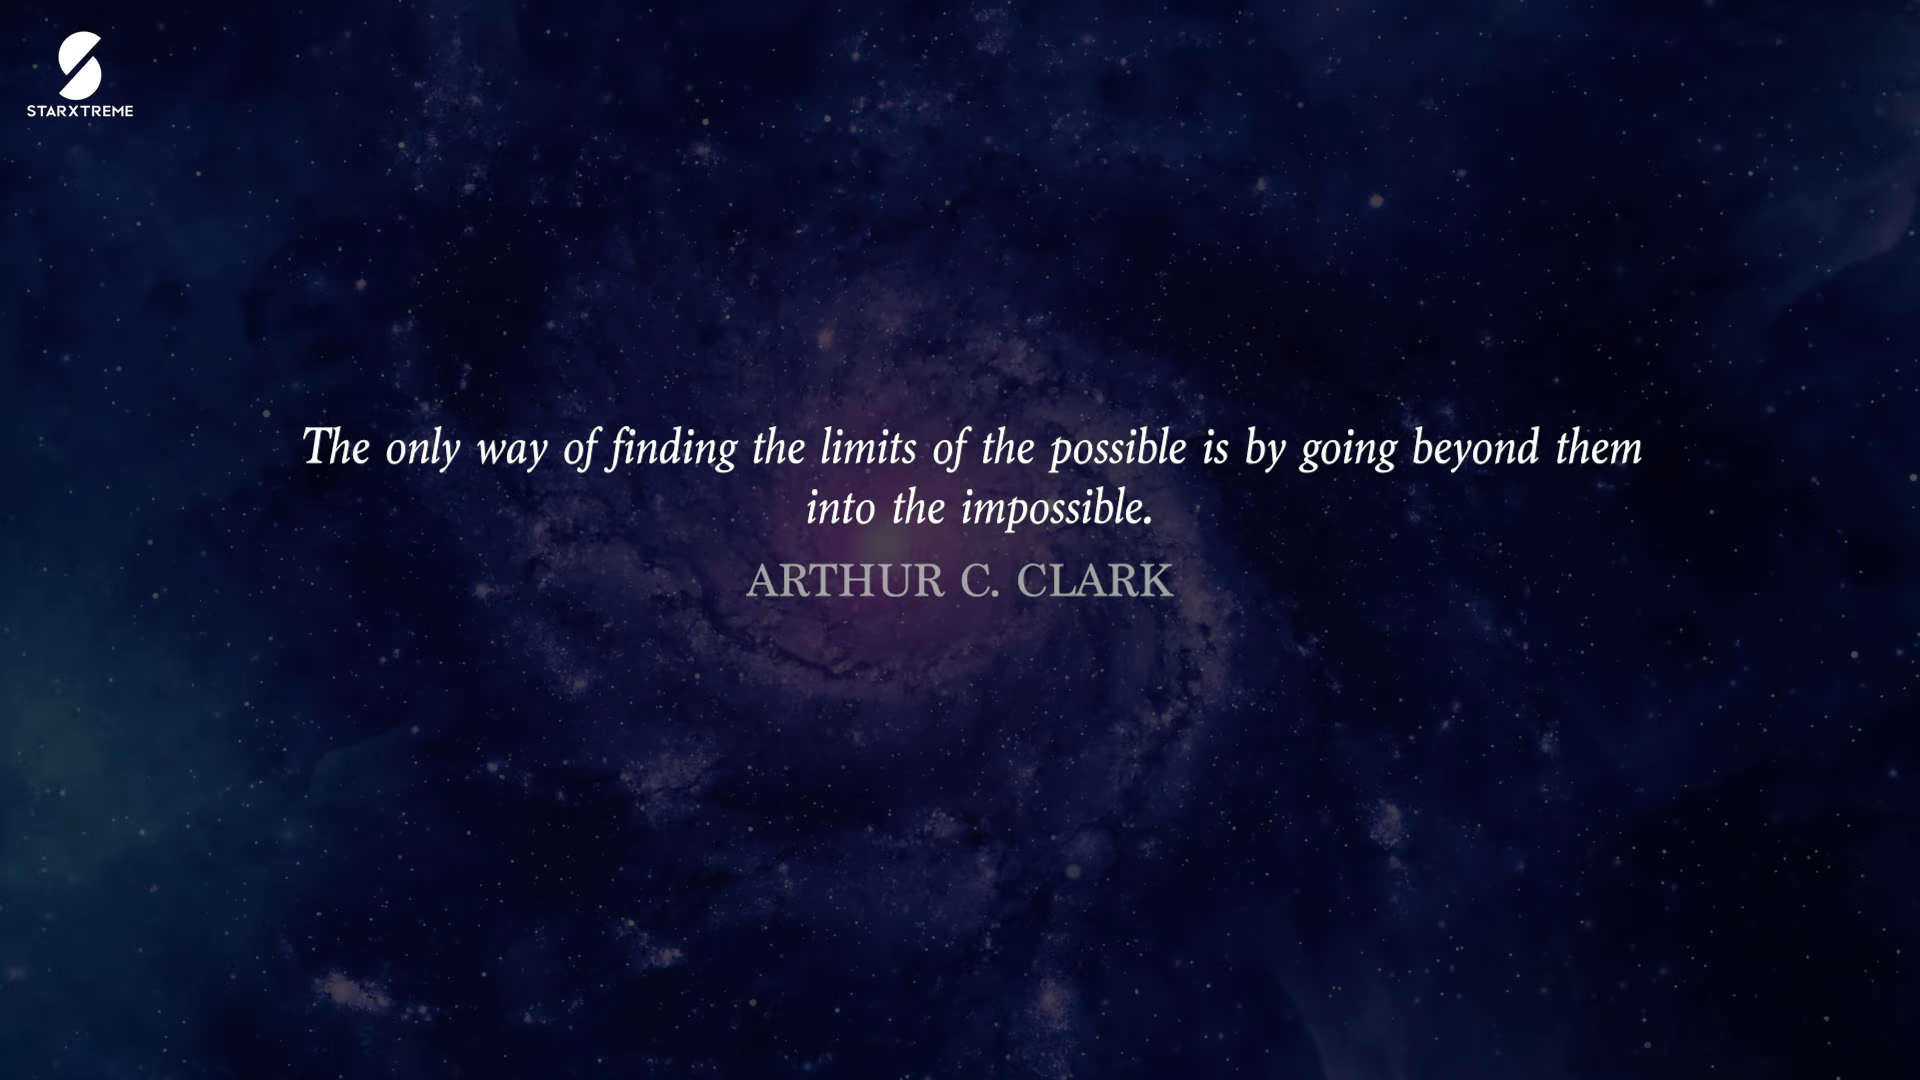 STARXTREME
The only way of finding the limits of the possible is by going beyond them
into the impossible.
ARTHUR C. CLARK